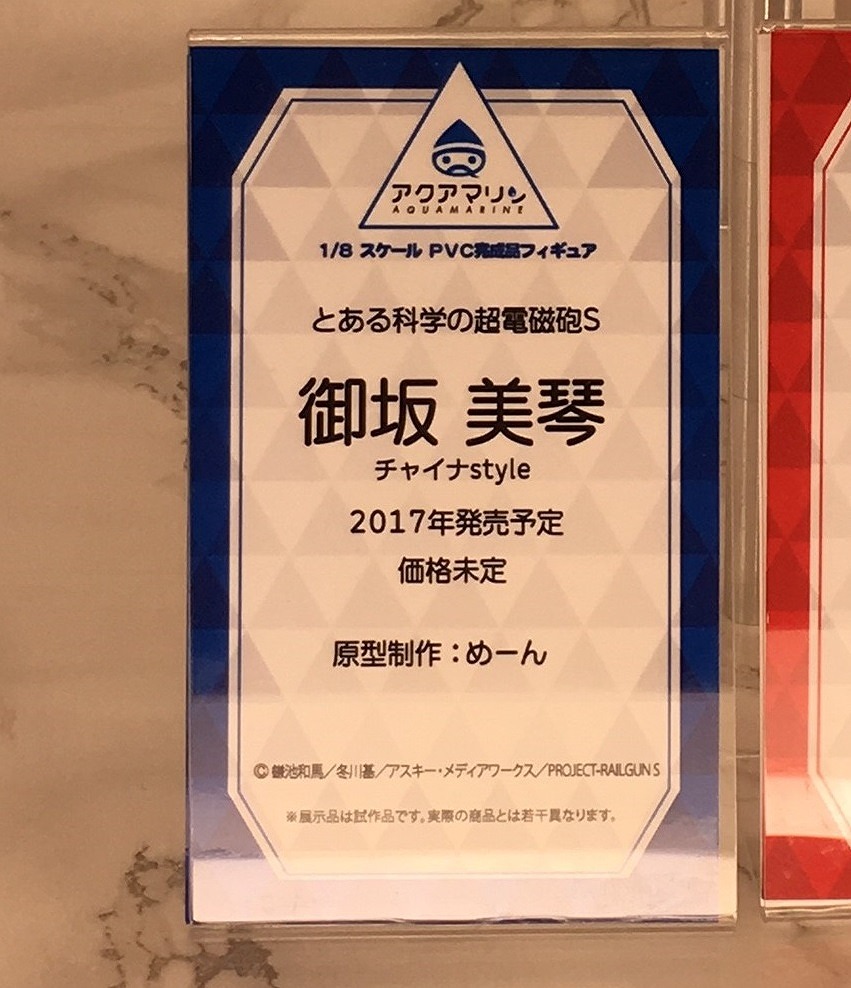 アクアマリン
AQUAMARINE
1/8 スケール PVC完成品フィギュア
とある科学の超電磁砲S
御坂 美琴
チャイナstyle
2017年発売予定
価格未定
原型制作：めーん
© 鎌池和馬／冬川基／アスキー・メディアワークス／PROJECT-RAILGUN S
※展示品は試作品です。実際の商品とは若干異なります。